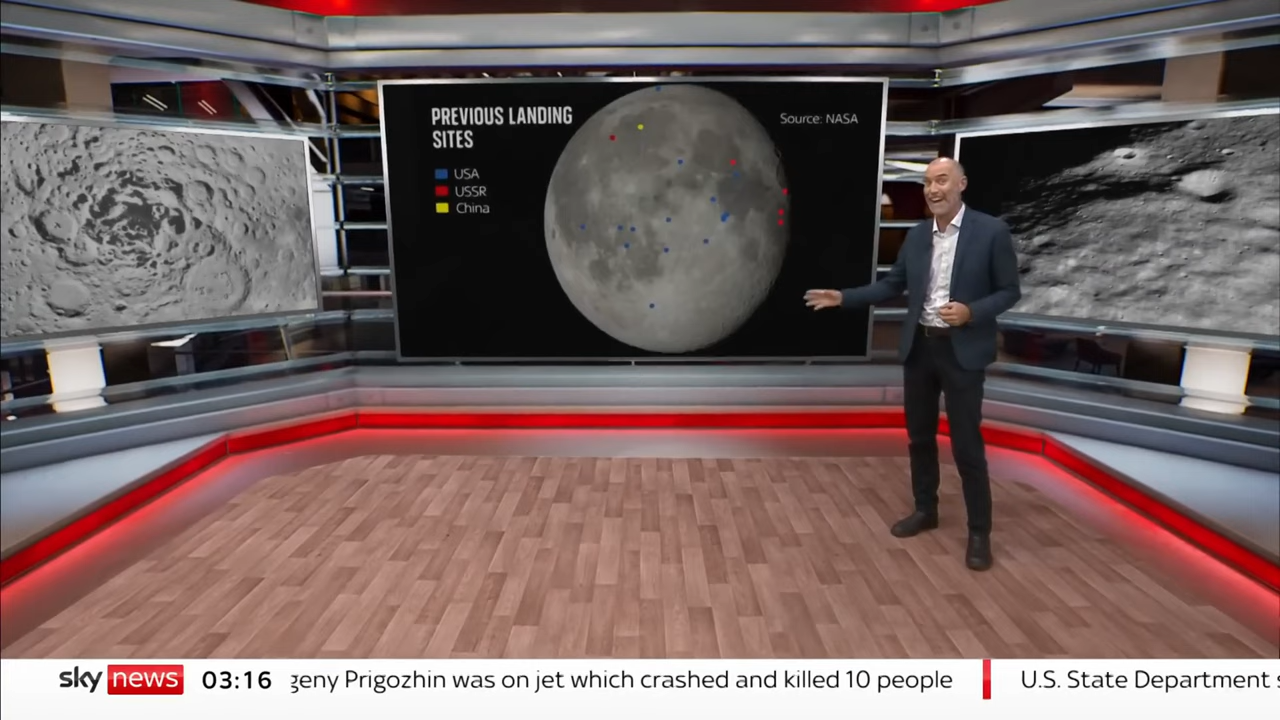 PREVIOUS LANDING
SITES
Source: NASA
USA
USSR
China
sky news 03:16 geny Prigozhin was on jet which crashed and killed 10 people U.S. State Department